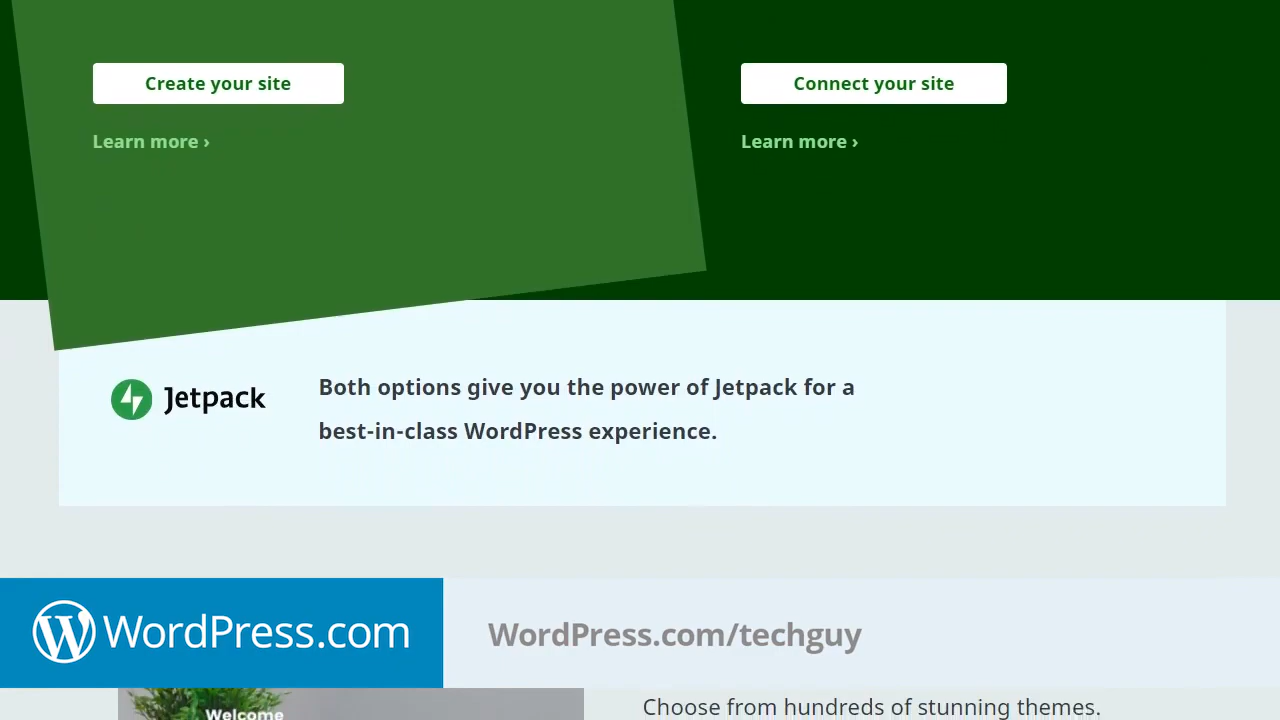 Create your site
Connect your site
Learn more ›
Learn more ›
Jetpack
Both options give you the power of Jetpack for a
best-in-class WordPress experience.
WordPress.com
WordPress.com/techguy
Welcome
Choose from hundreds of stunning themes.